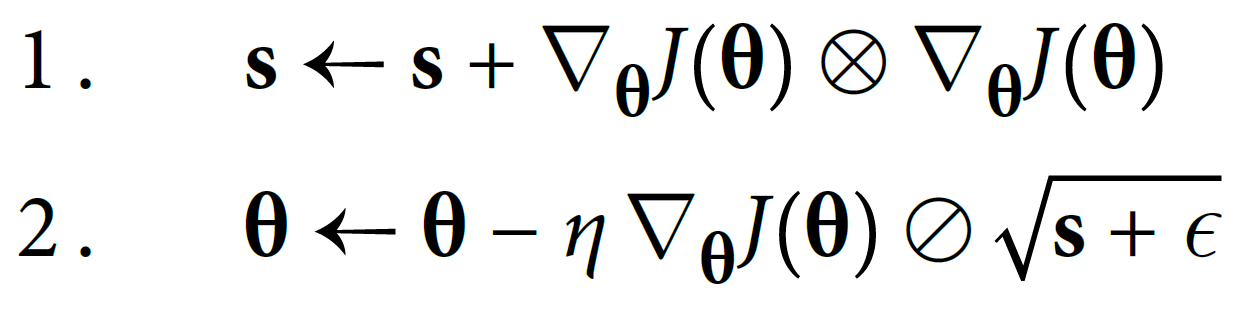 1. s ← s + ∇θJ(θ) ⊗ ∇θJ(θ)
2. θ ← θ – η ∇θJ(θ) ⊘ √s + ϵ